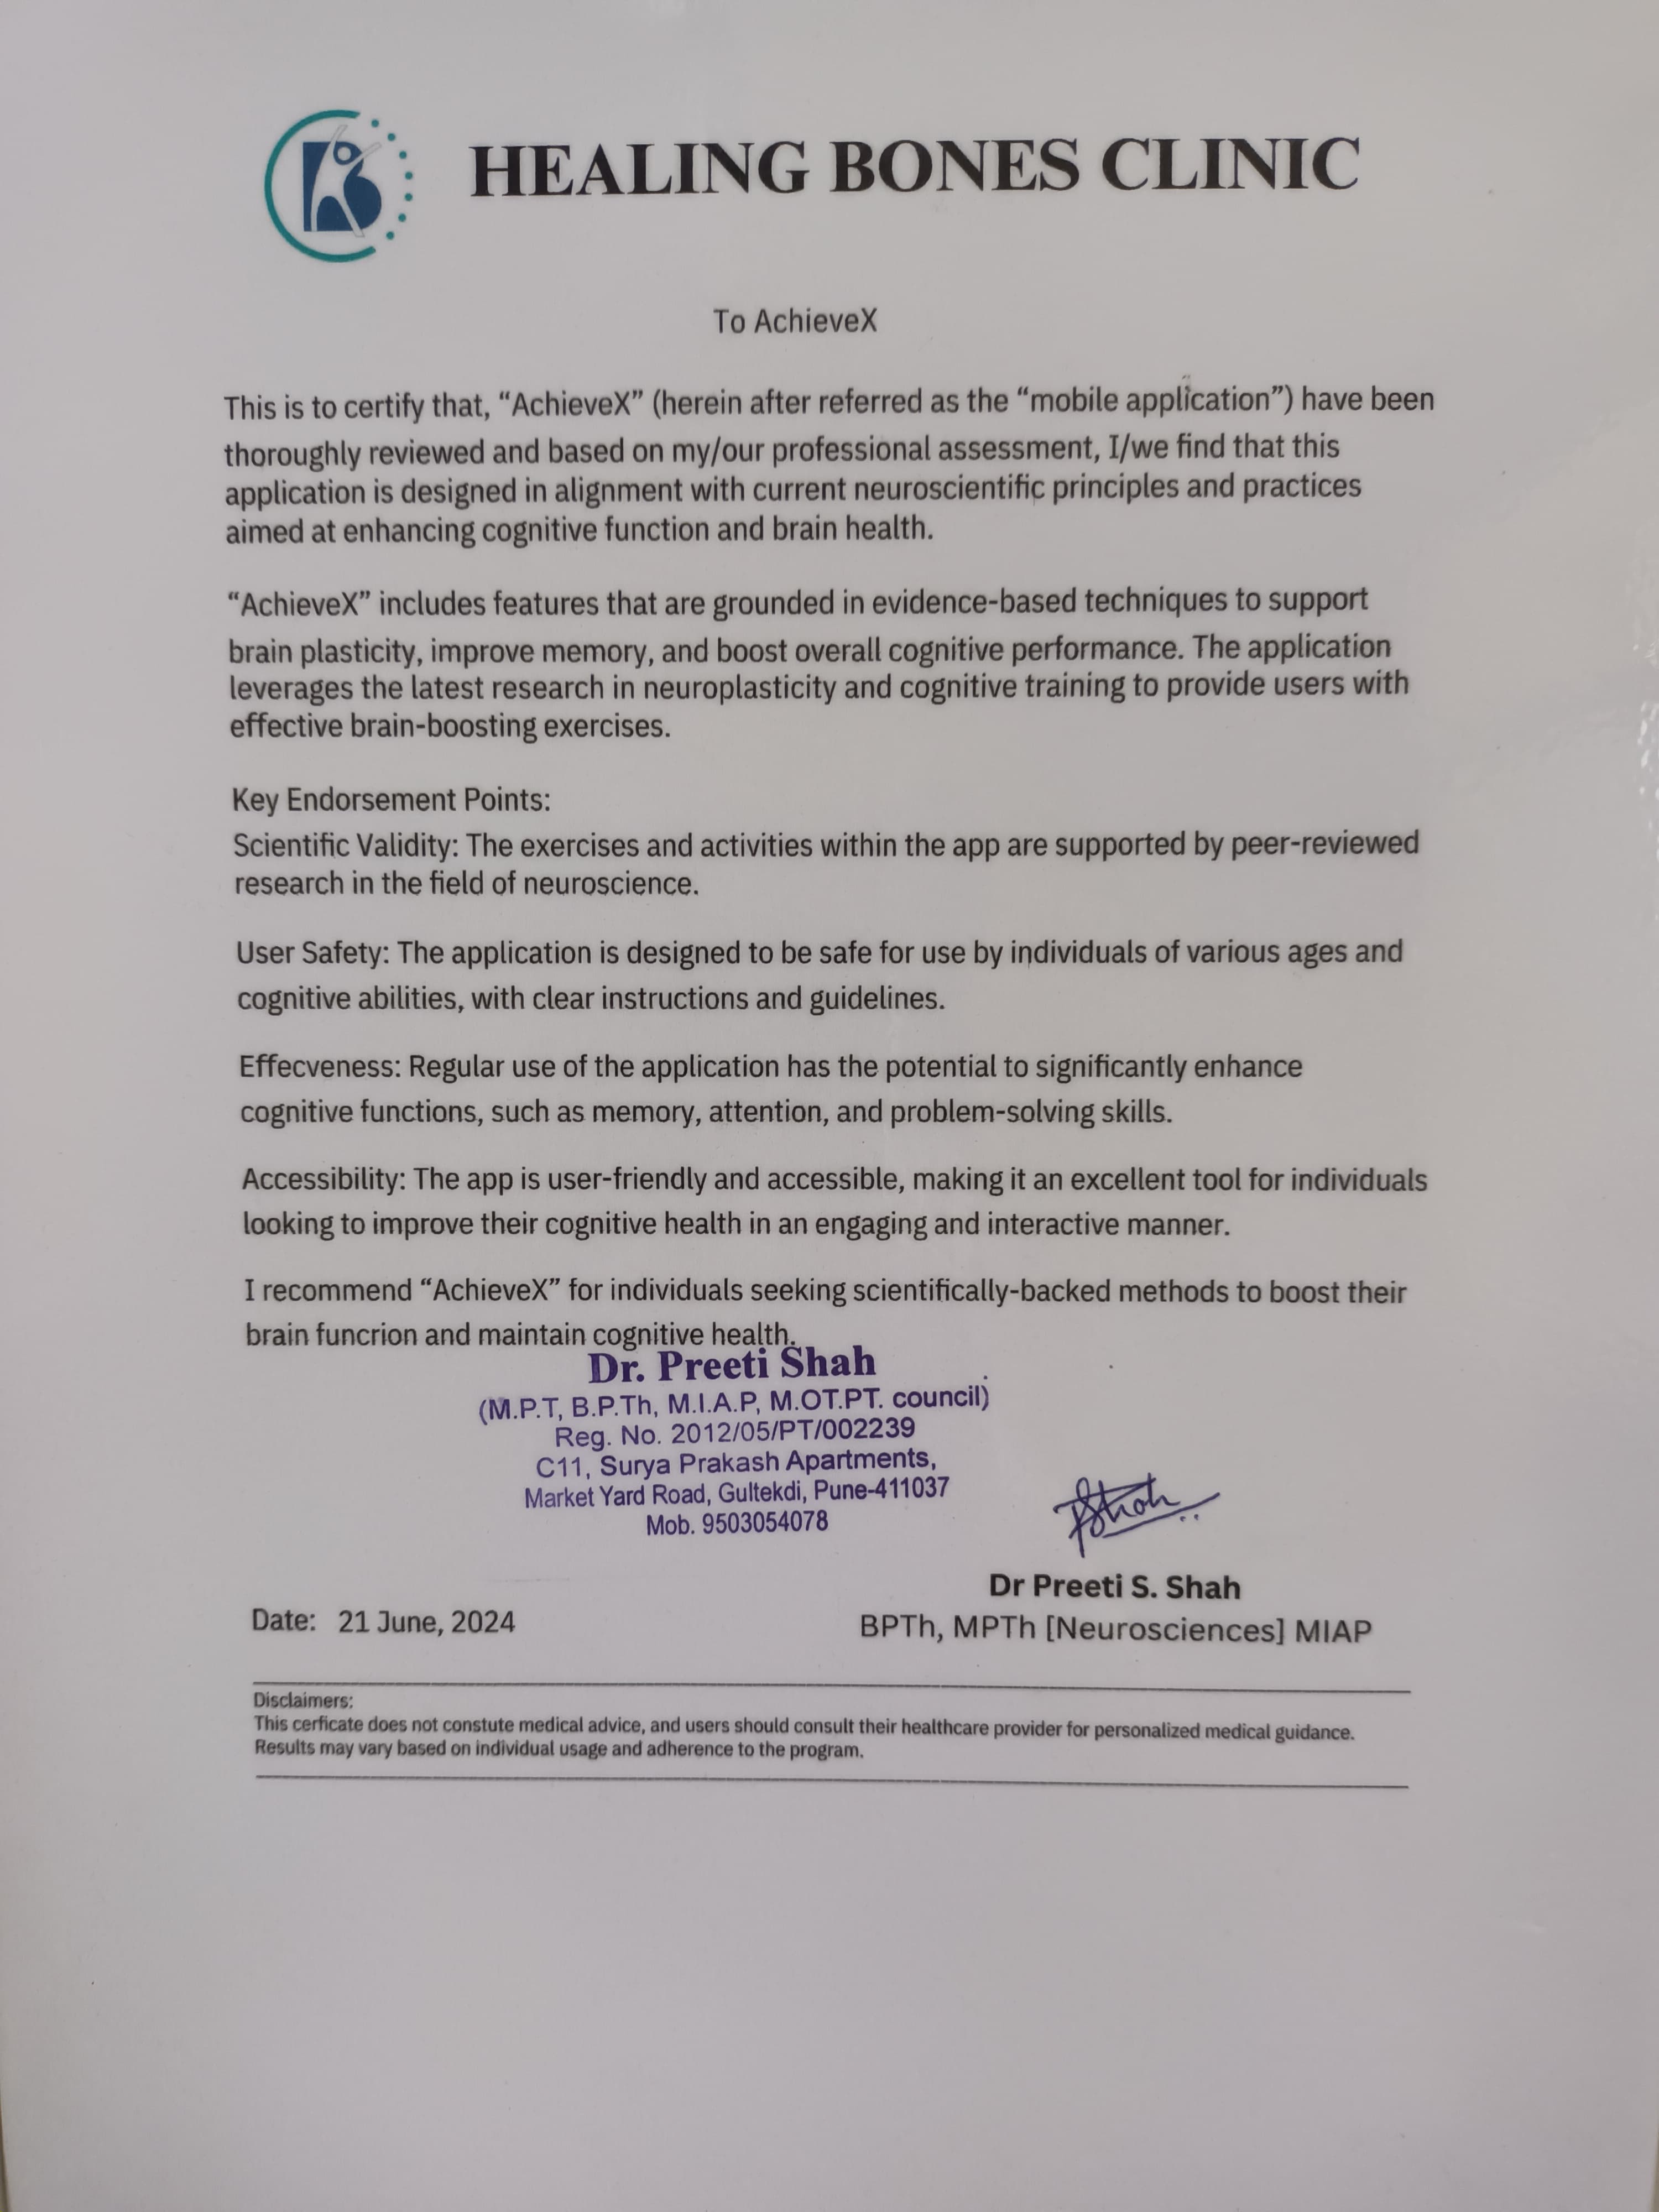 HEALING BONES CLINIC
To AchieveX
This is to certify that, “AchieveX” (herein after referred as the “mobile application”) have been
thoroughly reviewed and based on my/our professional assessment, I/we find that this
application is designed in alignment with current neuroscientific principles and practices
aimed at enhancing cognitive function and brain health.
“AchieveX” includes features that are grounded in evidence-based techniques to support
brain plasticity, improve memory, and boost overall cognitive performance. The application
leverages the latest research in neuroplasticity and cognitive training to provide users with
effective brain-boosting exercises.
Key Endorsement Points:
Scientific Validity: The exercises and activities within the app are supported by peer-reviewed
research in the field of neuroscience.
User Safety: The application is designed to be safe for use by individuals of various ages and
cognitive abilities, with clear instructions and guidelines.
Effecveness: Regular use of the application has the potential to significantly enhance
cognitive functions, such as memory, attention, and problem-solving skills.
Accessibility: The app is user-friendly and accessible, making it an excellent tool for individuals
looking to improve their cognitive health in an engaging and interactive manner.
I recommend “AchieveX” for individuals seeking scientifically-backed methods to boost their
brain funcrion and maintain cognitive health.
Dr. Preeti Shah
(M.P.T, B.P.Th, M.I.A.P, M.OT.PT. council)
Reg. No. 2012/05/PT/002239
C11, Surya Prakash Apartments,
Market Yard Road, Gultekdi, Pune-411037
Mob. 9503054078
PShah
Dr Preeti S. Shah
BPTh, MPTh [Neurosciences] MIAP
Date: 21 June, 2024
Disclaimers:
This cerficate does not constute medical advice, and users should consult their healthcare provider for personalized medical guidance.
Results may vary based on individual usage and adherence to the program.